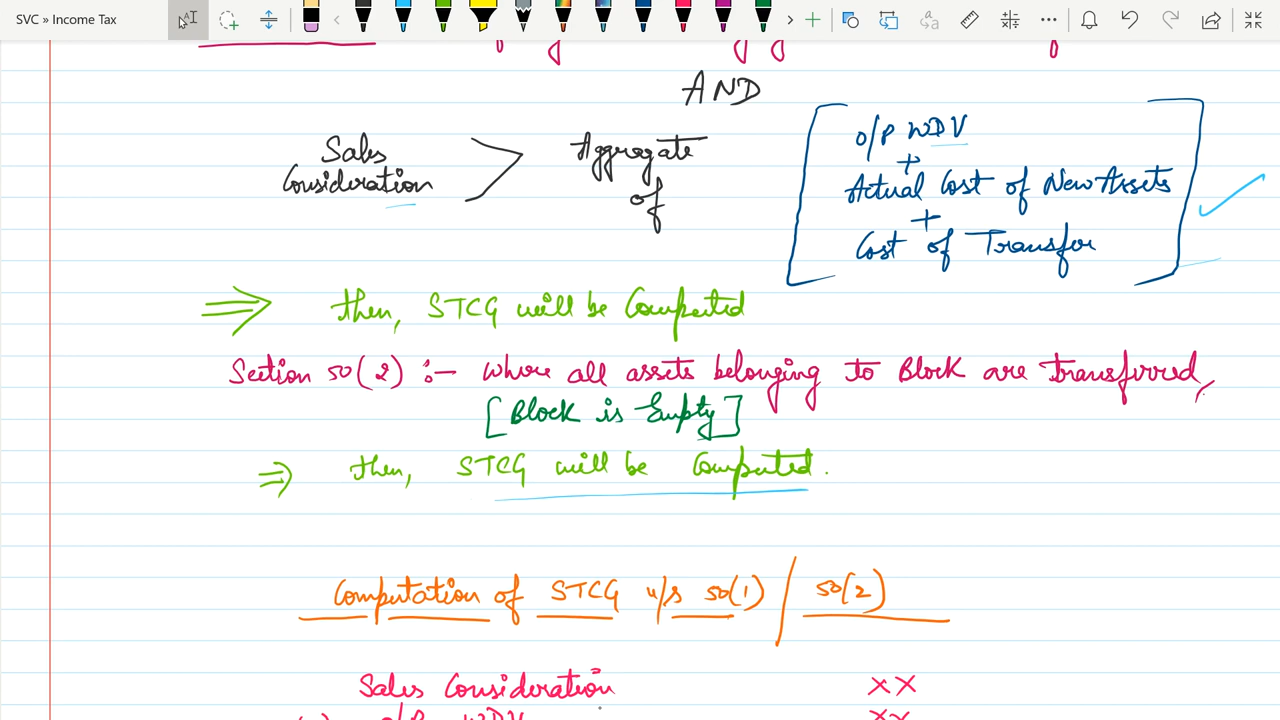 SVC » Income Tax
AND
Sales Consideration > Aggregate of [O/P WDV + Actual Cost of New Assets + Cost of Transfer]
⇒ then, STCG will be Computed
Section 50(2) :- Where all assets belonging to Block are transferred,
[Block is Empty]
⇒ then, STCG will be Computed.
Computation of STCG u/s 50(1) / 50(2)
Sales Consideration XX
(-) O/P WDV XX